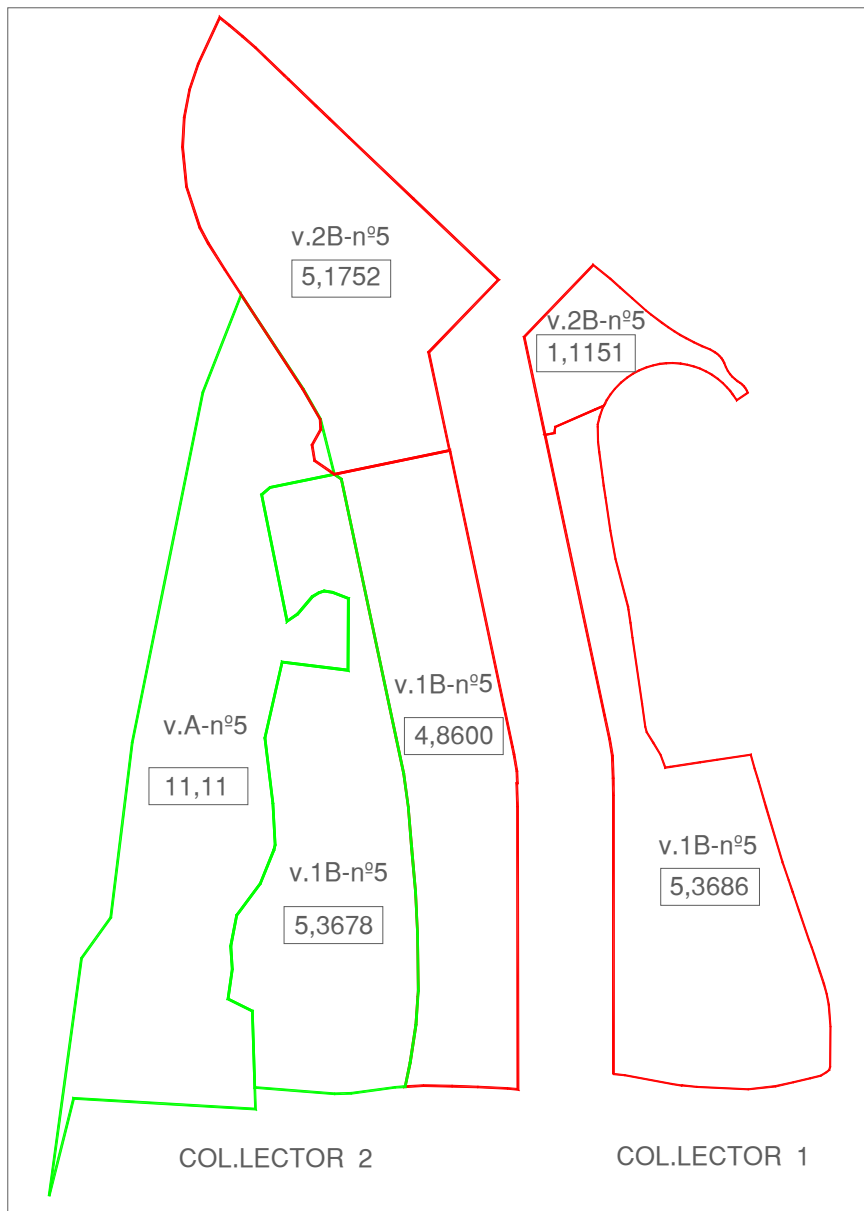 v.2B-nº5
5,1752
v.2B-nº5
1,1151
v.1B-nº5
4,8600
v.A-nº5
11,11
v.1B-nº5
5,3678
v.1B-nº5
5,3686
COL.LECTOR 2
COL.LECTOR 1